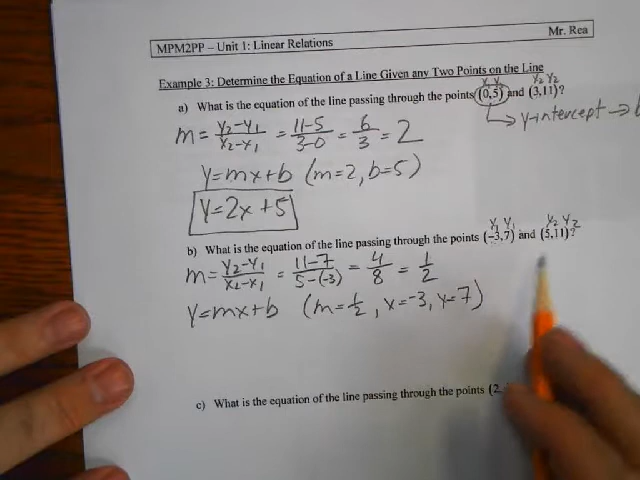 MPM2PP – Unit 1: Linear Relations Mr. Rea
Example 3: Determine the Equation of a Line Given any Two Points on the Line
x₂ y₂
a) What is the equation of the line passing through the points (0,5) and (3,11)?
m = y₂-y₁/x₂-x₁ = 11-5/3-0 = 6/3 = 2
↳ y-intercept →
y=mx+b (m=2, b=5)
y=2x+5
y₁ x₂ y₂
b) What is the equation of the line passing through the points (-3,7) and (5,11)?
m = y₂-y₁/x₂-x₁ = 11-7/5-(-3) = 4/8 = 1/2
y=mx+b (m=1/2, x=-3, y=7)
c) What is the equation of the line passing through the points (2,